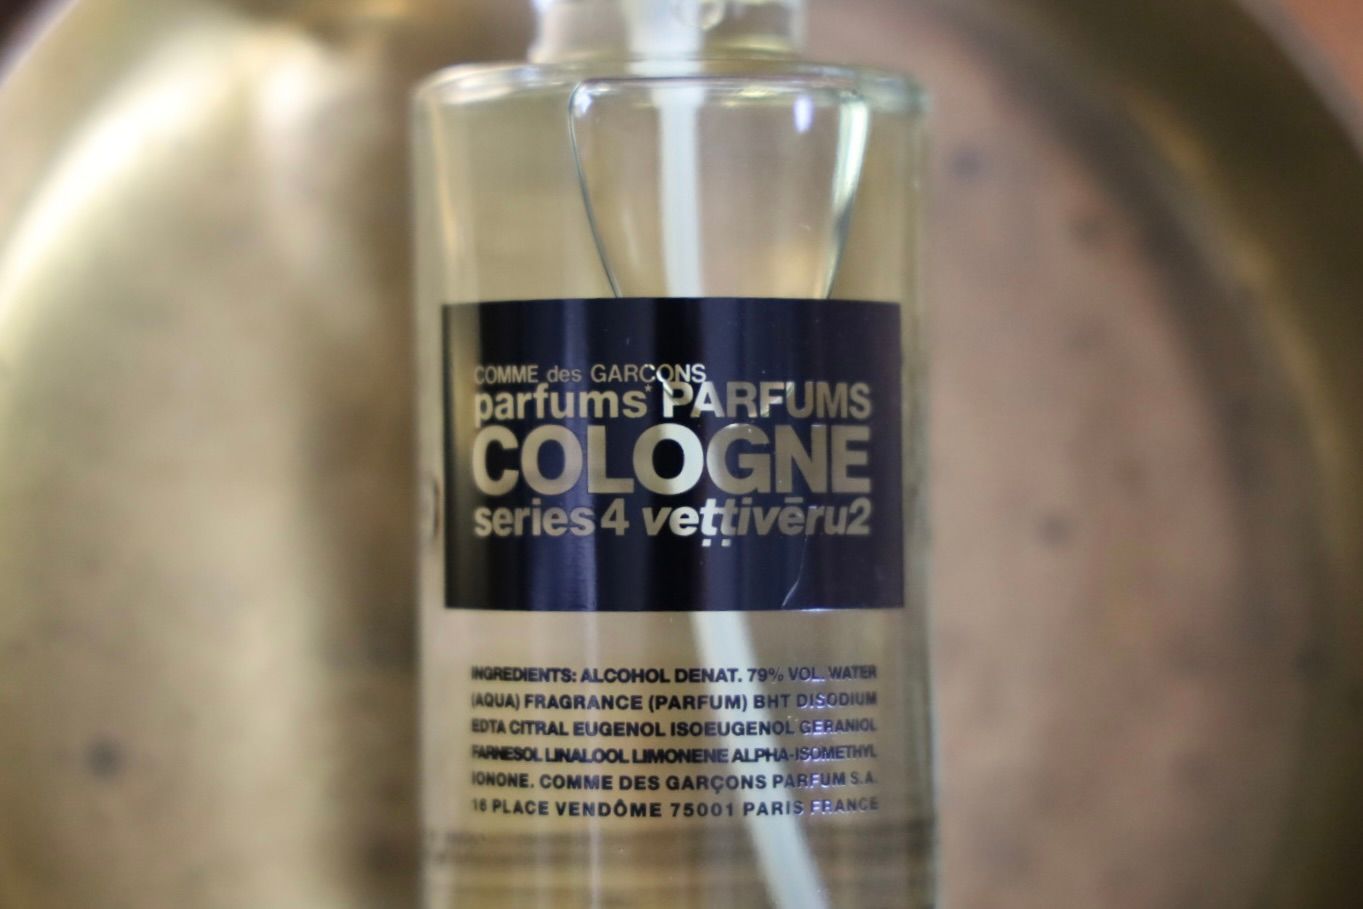 COMME des GARCONS
parfums* PARFUMS
COLOGNE
series 4 veṭṭivēru2
INGREDIENTS: ALCOHOL DENAT. 79% VOL. WATER
(AQUA) FRAGRANCE (PARFUM) BHT DISODIUM
EDTA CITRAL EUGENOL ISOEUGENOL GERANIOL
FARNESOL LINALOOL LIMONENE ALPHA-ISOMETHYL
IONONE. COMME DES GARÇONS PARFUM S.A.
16 PLACE VENDÔME 75001 PARIS FRANCE